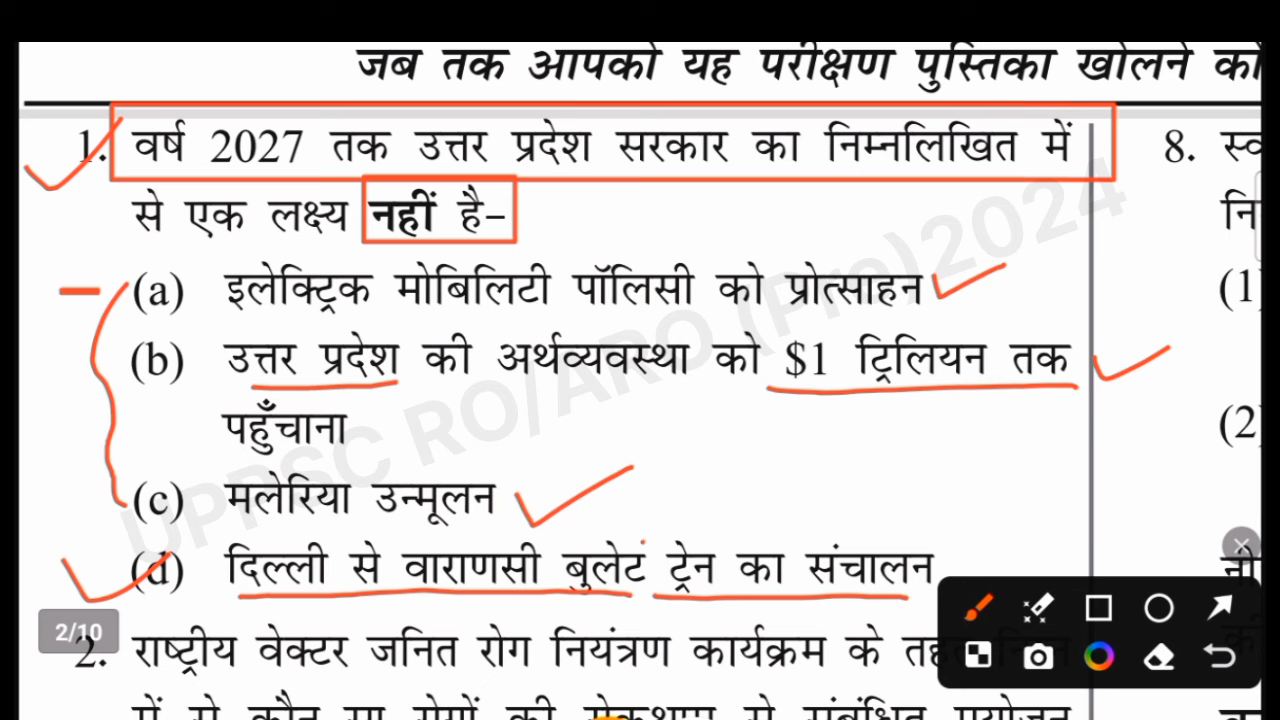 जब तक आपको यह परीक्षण पुस्तिका खोलने को
1. वर्ष 2027 तक उत्तर प्रदेश सरकार का निम्नलिखित में
से एक लक्ष्य नहीं है-
(a) इलेक्ट्रिक मोबिलिटी पॉलिसी को प्रोत्साहन
(b) उत्तर प्रदेश की अर्थव्यवस्था को $1 ट्रिलियन तक
पहुँचाना
(c) मलेरिया उन्मूलन
(d) दिल्ली से वाराणसी बुलेट ट्रेन का संचालन
2/10
2. राष्ट्रीय वेक्टर जनित रोग नियंत्रण कार्यक्रम के
में से कौन सा रोगों की से संबंधित
8.
(1)
(2)
UPPSC RO/ARO (Pre) 2024